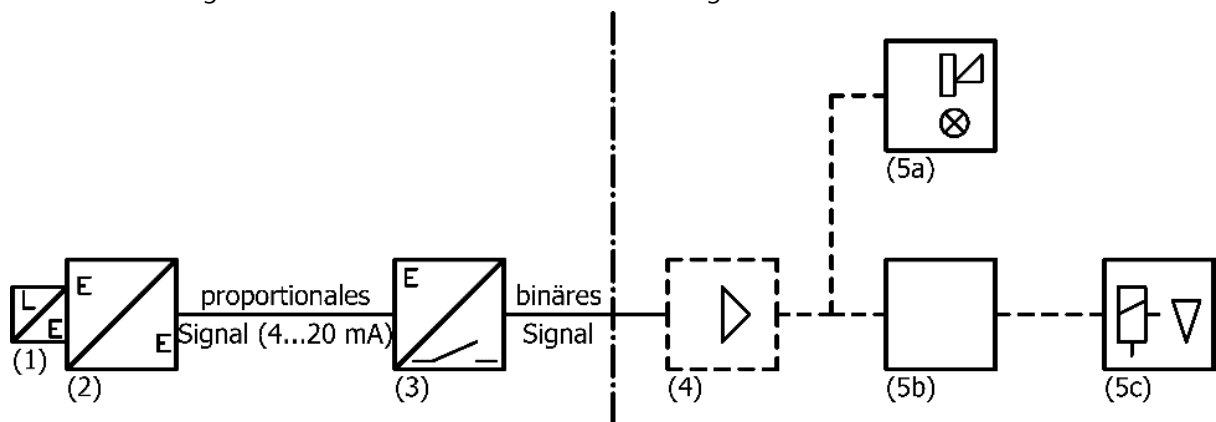 (5a)
L
E
(1)
E
E
(2)
proportionales
Signal (4...20 mA)
E
(3)
binäres
Signal
(4)
(5b)
(5c)